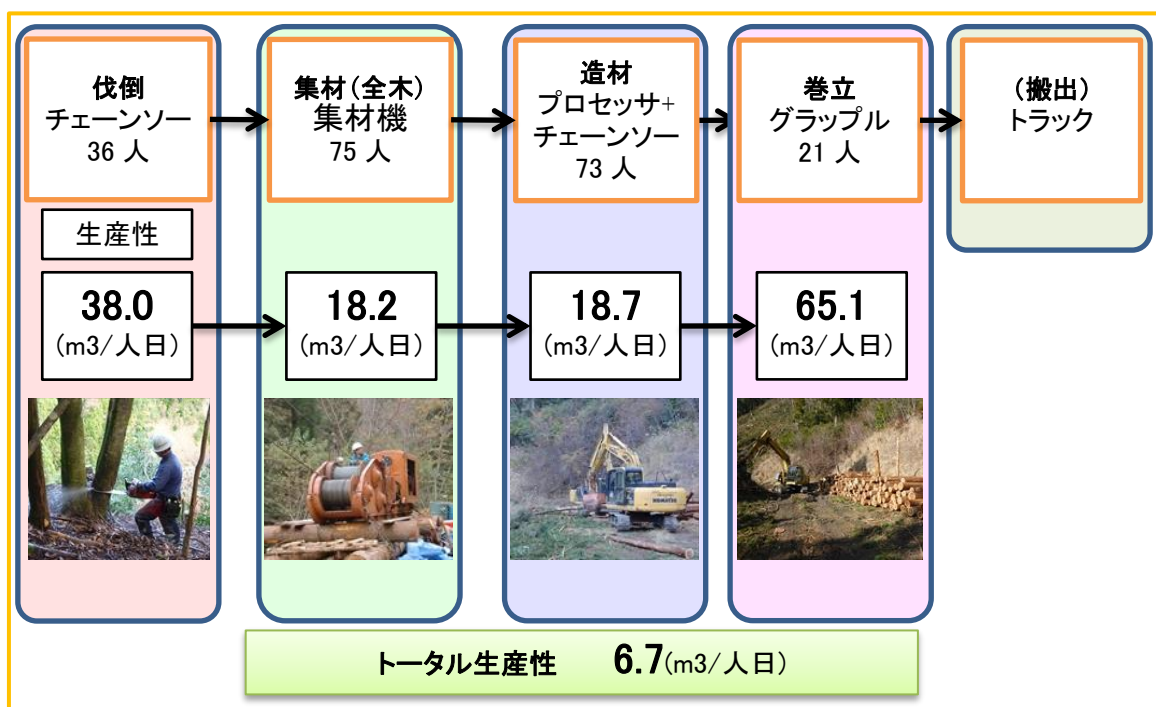 伐倒
チェーンソー
36 人
集材(全木)
集材機
75 人
造材
プロセッサ+
チェーンソー
73 人
巻立
グラップル
21 人
(搬出)
トラック
生産性
38.0
(m3/人日)
18.2
(m3/人日)
18.7
(m3/人日)
65.1
(m3/人日)
KOMATSU
トータル生産性 6.7(m3/人日)